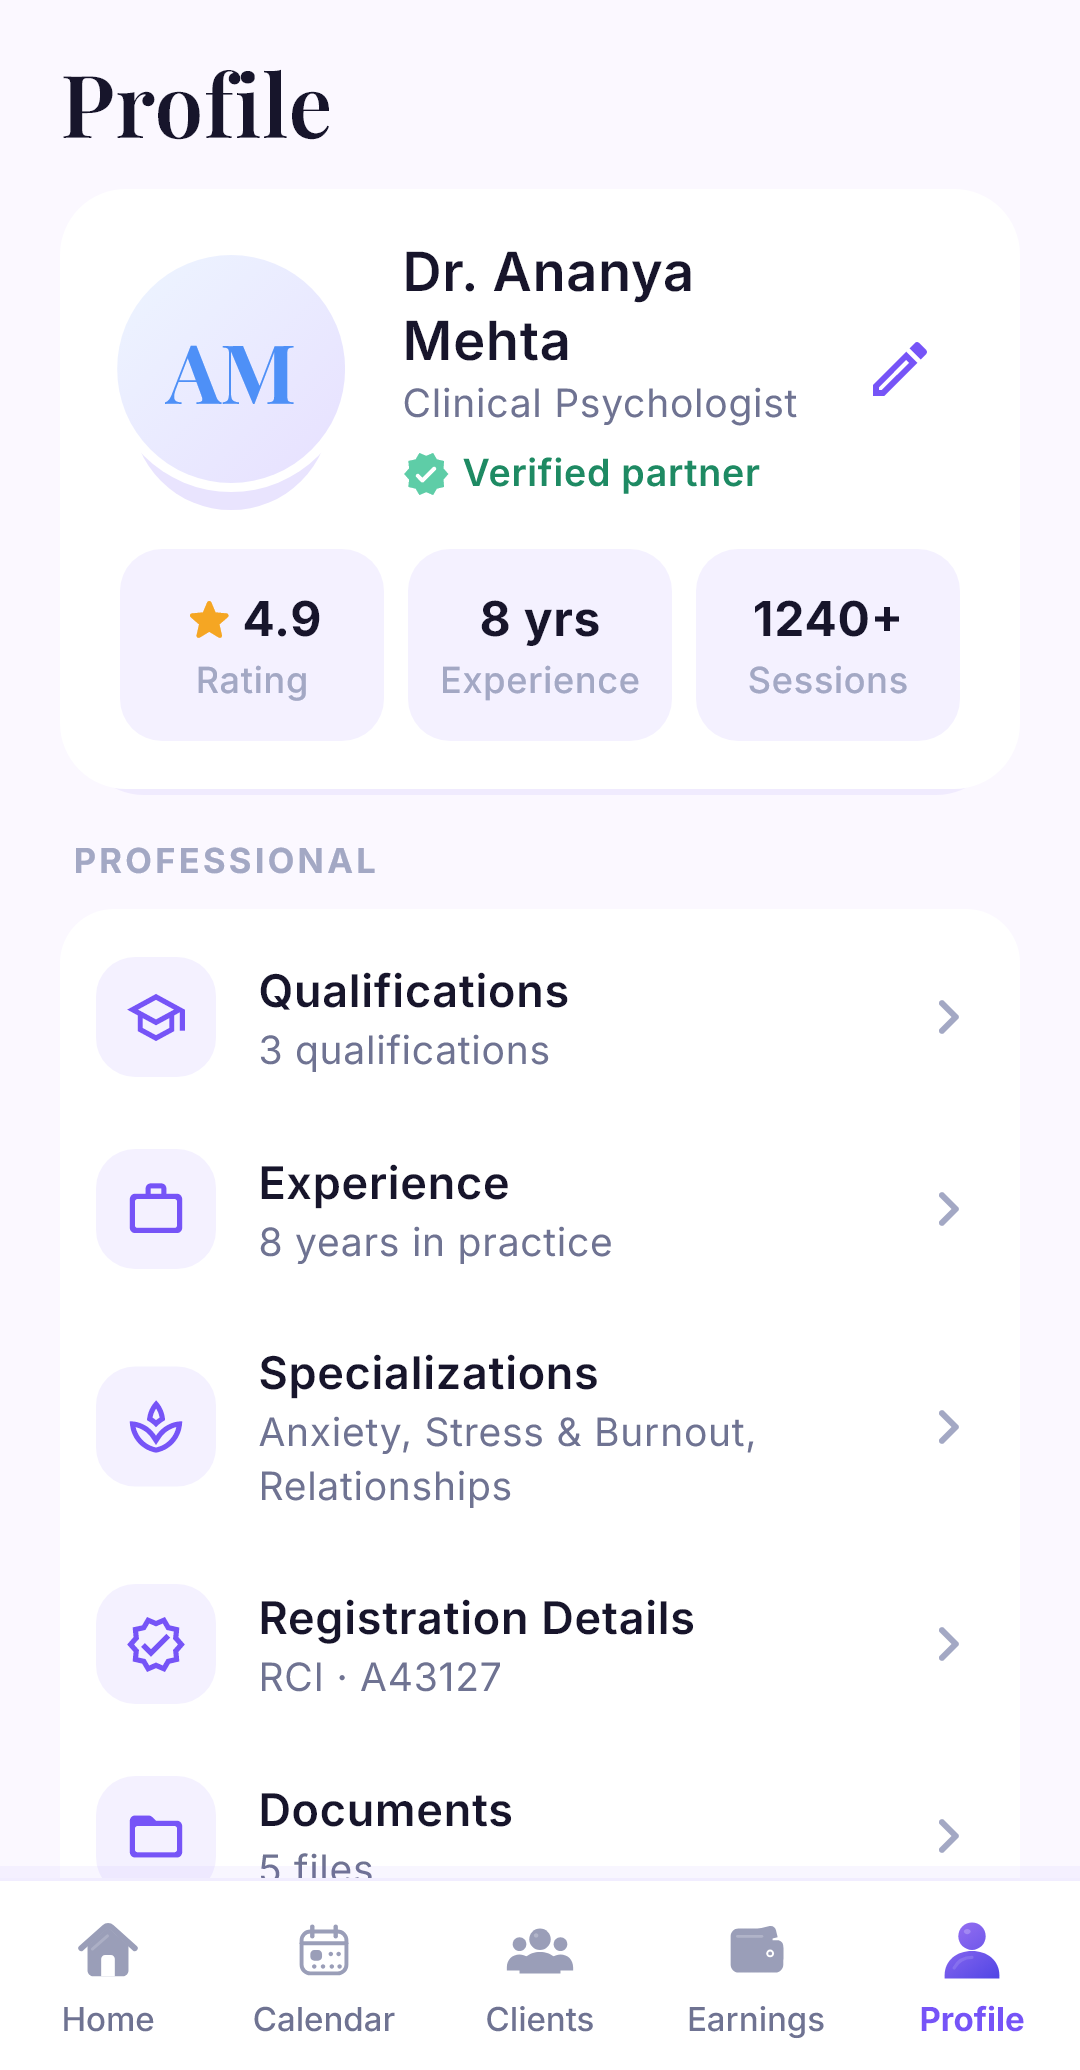 Profile
AM
Dr. Ananya
Mehta
Clinical Psychologist
Verified partner
4.9
Rating
8 yrs
Experience
1240+
Sessions
PROFESSIONAL
Qualifications
3 qualifications
Experience
8 years in practice
Specializations
Anxiety, Stress & Burnout,
Relationships
Registration Details
RCI · A43127
Documents
5 files
Home
Calendar
Clients
Earnings
Profile